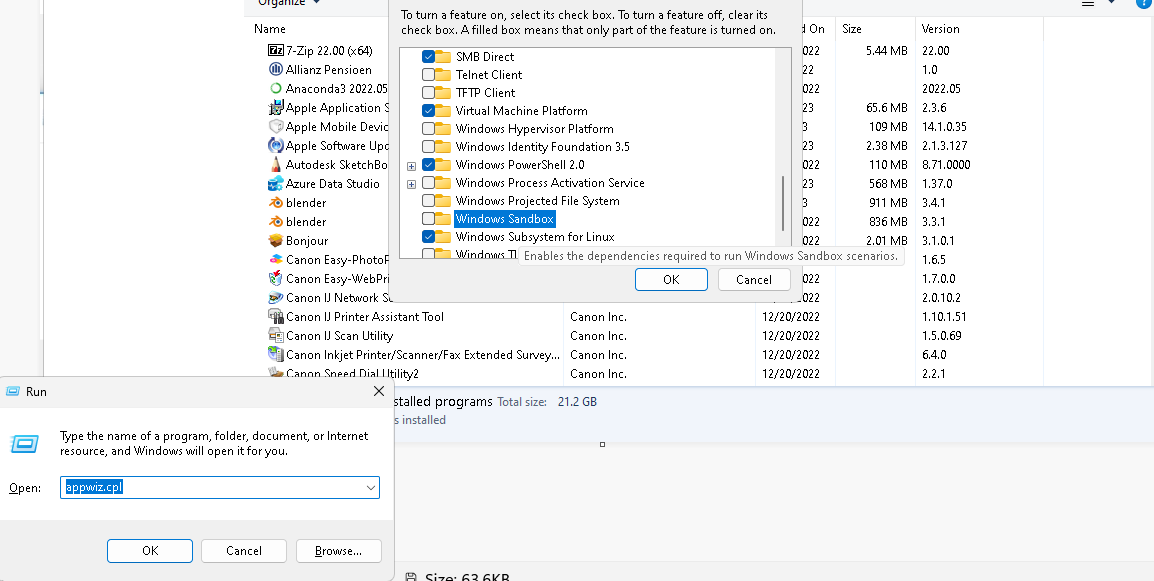 Organize
To turn a feature on, select its check box. To turn a feature off, clear its
check box. A filled box means that only part of the feature is turned on.
SMB Direct
Telnet Client
TFTP Client
Virtual Machine Platform
Windows Hypervisor Platform
Windows Identity Foundation 3.5
Windows PowerShell 2.0
Windows Process Activation Service
Windows Projected File System
Windows Sandbox
Windows Subsystem for Linux
Windows
Enables the dependencies required to run Windows Sandbox scenarios.
OK Cancel
Name d On Size Version
7-Zip 22.00 (x64) 022 5.44 MB 22.00
Allianz Pensioen 22 1.0
Anaconda3 2022.05 022 2022.05
Apple Application S 23 65.6 MB 2.3.6
Apple Mobile Devic 3 109 MB 14.1.0.35
Apple Software Upd 23 2.38 MB 2.1.3.127
Autodesk SketchBo 022 110 MB 8.71.0000
Azure Data Studio 23 568 MB 1.37.0
blender 3 911 MB 3.4.1
blender 022 836 MB 3.3.1
Bonjour 022 2.01 MB 3.1.0.1
Canon Easy-PhotoP 1.6.5
Canon Easy-WebPri 022 1.7.0.0
Canon IJ Network S 022 2.0.10.2
Canon IJ Printer Assistant Tool Canon Inc. 12/20/2022 1.10.1.51
Canon IJ Scan Utility Canon Inc. 12/20/2022 1.5.0.69
Canon Inkjet Printer/Scanner/Fax Extended Survey... Canon Inc. 12/20/2022 6.4.0
Canon Speed Dial Utility2 Canon Inc. 12/20/2022 2.2.1
stalled programs Total size: 21.2 GB
s installed
Run
Type the name of a program, folder, document, or Internet
resource, and Windows will open it for you.
Open: appwiz.cpl
OK Cancel Browse...
Size: 63.6KB